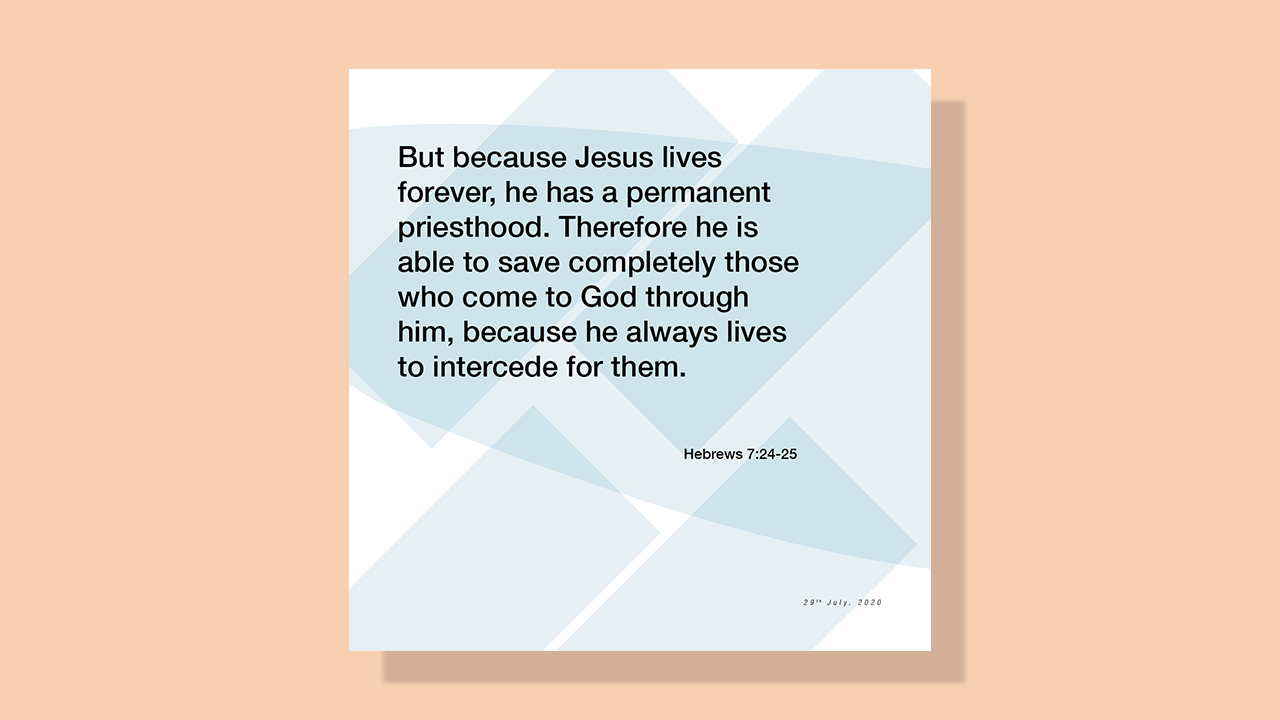 But because Jesus lives
forever, he has a permanent
priesthood. Therefore he is
able to save completely those
who come to God through
him, because he always lives
to intercede for them.
Hebrews 7:24-25
29th July, 2020